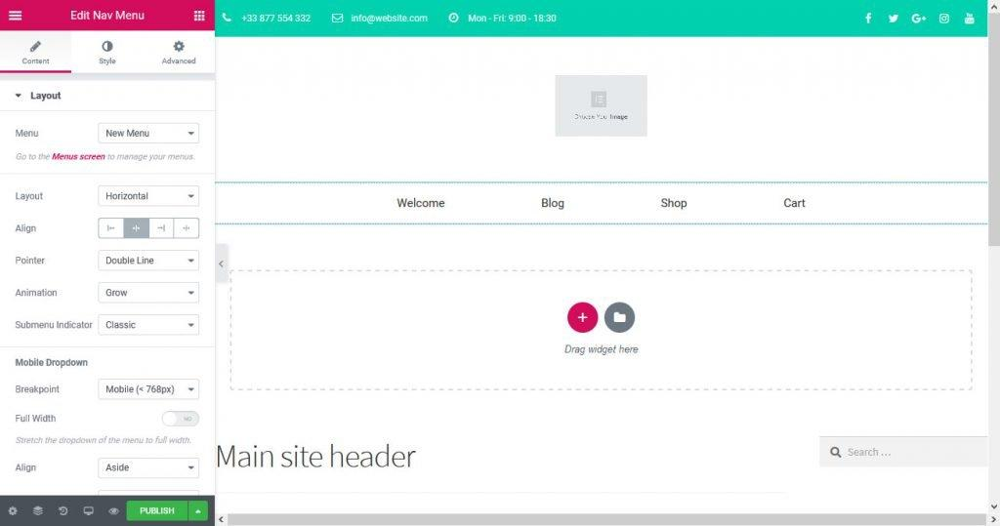 Edit Nav Menu
Content
Style
Advanced
Layout
Menu
New Menu
Go to the Menus screen to manage your menus.
Layout
Horizontal
Align
Pointer
Double Line
Animation
Grow
Submenu Indicator
Classic
Mobile Dropdown
Breakpoint
Mobile (< 768px)
Full Width
NO
Stretch the dropdown of the menu to full width.
Align
Aside
PUBLISH
+33 877 554 332
info@website.com
Mon - Fri: 9:00 - 18:30
Choose Your Image
Welcome
Blog
Shop
Cart
Drag widget here
Main site header
Search …